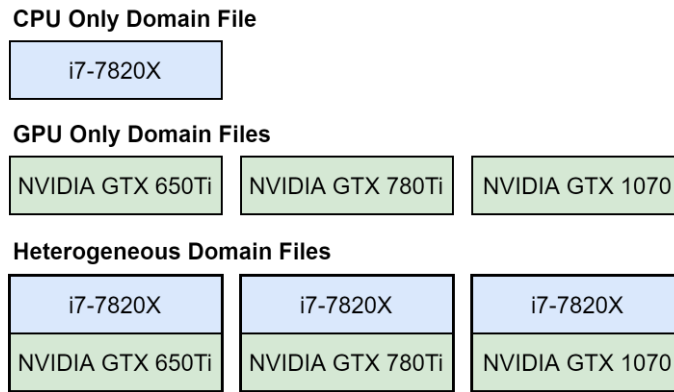 CPU Only Domain File
i7-7820X
GPU Only Domain Files
NVIDIA GTX 650Ti NVIDIA GTX 780Ti NVIDIA GTX 1070
Heterogeneous Domain Files
i7-7820X i7-7820X i7-7820X
NVIDIA GTX 650Ti NVIDIA GTX 780Ti NVIDIA GTX 1070